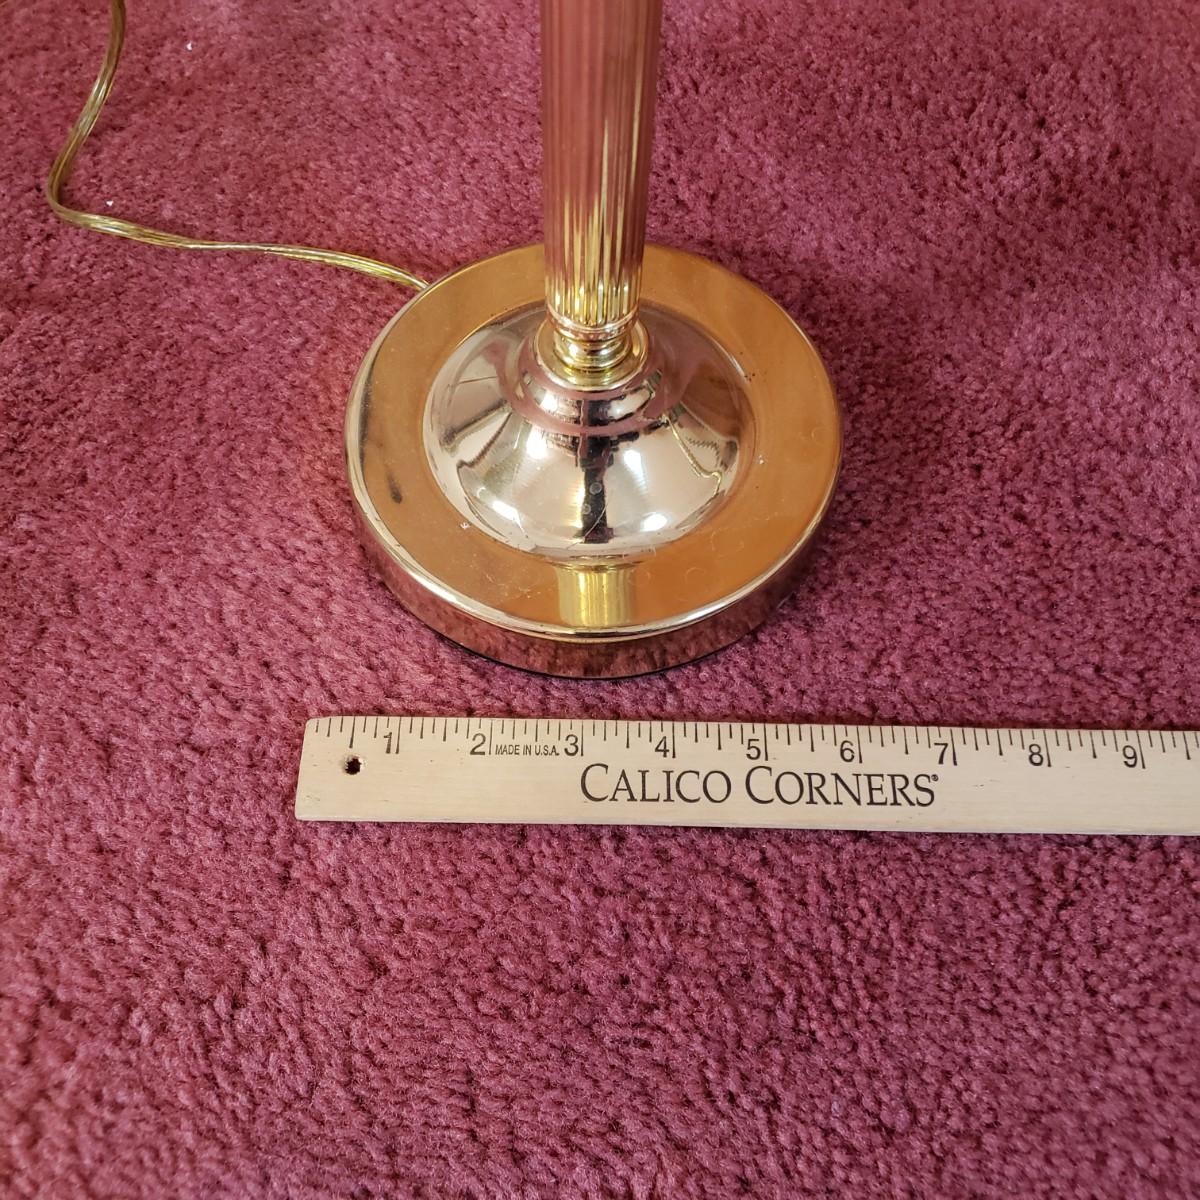 1 2 MADE IN U.S.A. 3 4 5 6 7 8 9
CALICO CORNERS®